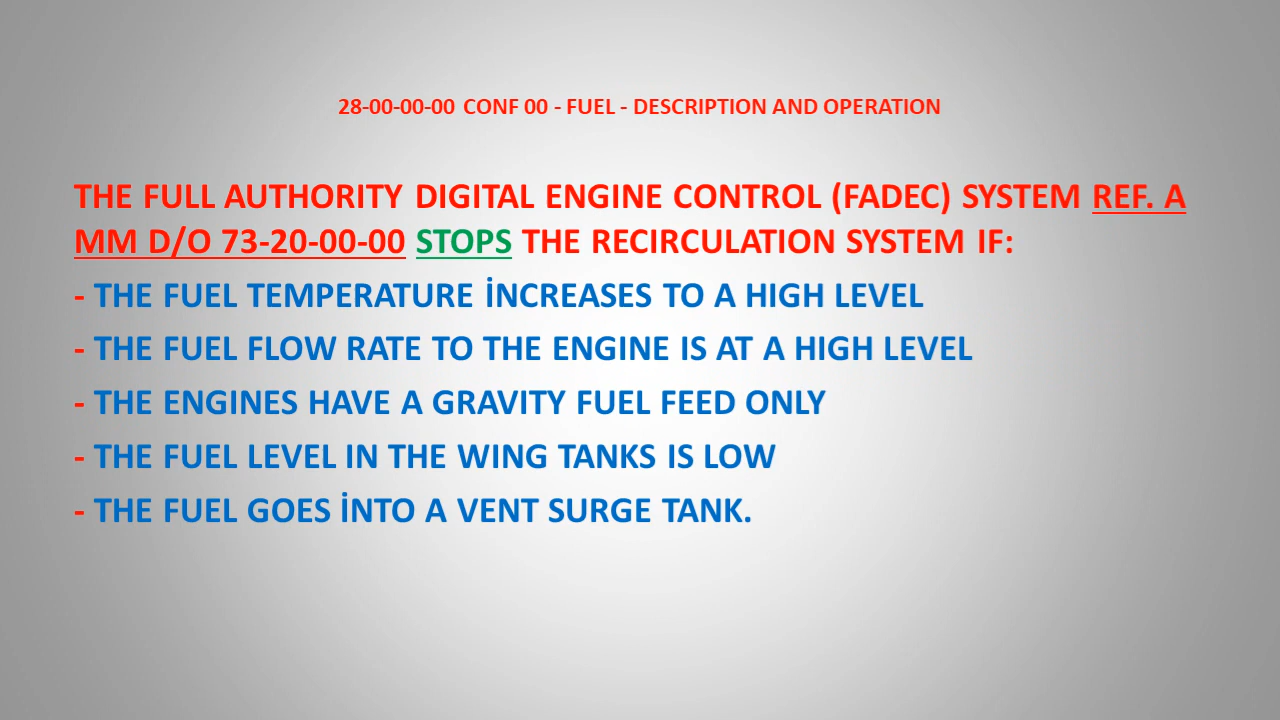 28-00-00-00 CONF 00 - FUEL - DESCRIPTION AND OPERATION
THE FULL AUTHORITY DIGITAL ENGINE CONTROL (FADEC) SYSTEM REF. A
MM D/O 73-20-00-00 STOPS THE RECIRCULATION SYSTEM IF:
- THE FUEL TEMPERATURE İNCREASES TO A HIGH LEVEL
- THE FUEL FLOW RATE TO THE ENGINE IS AT A HIGH LEVEL
- THE ENGINES HAVE A GRAVITY FUEL FEED ONLY
- THE FUEL LEVEL IN THE WING TANKS IS LOW
- THE FUEL GOES İNTO A VENT SURGE TANK.